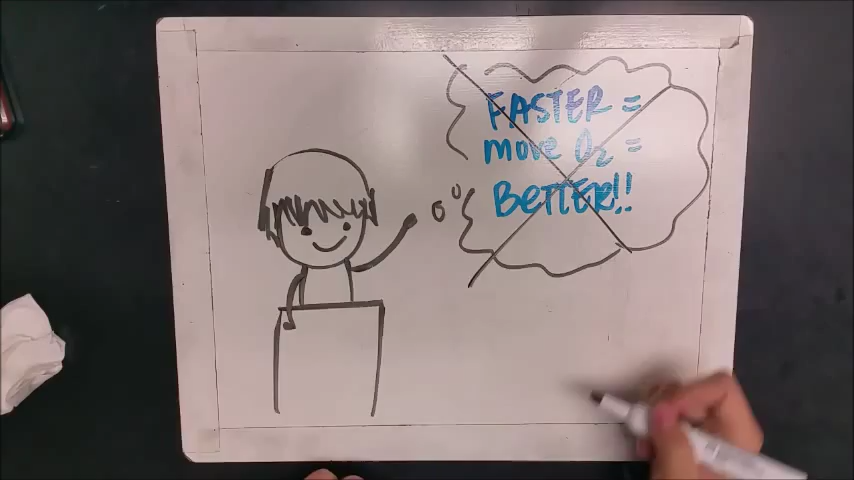 FASTER =
move O₂ =
BETTER!!